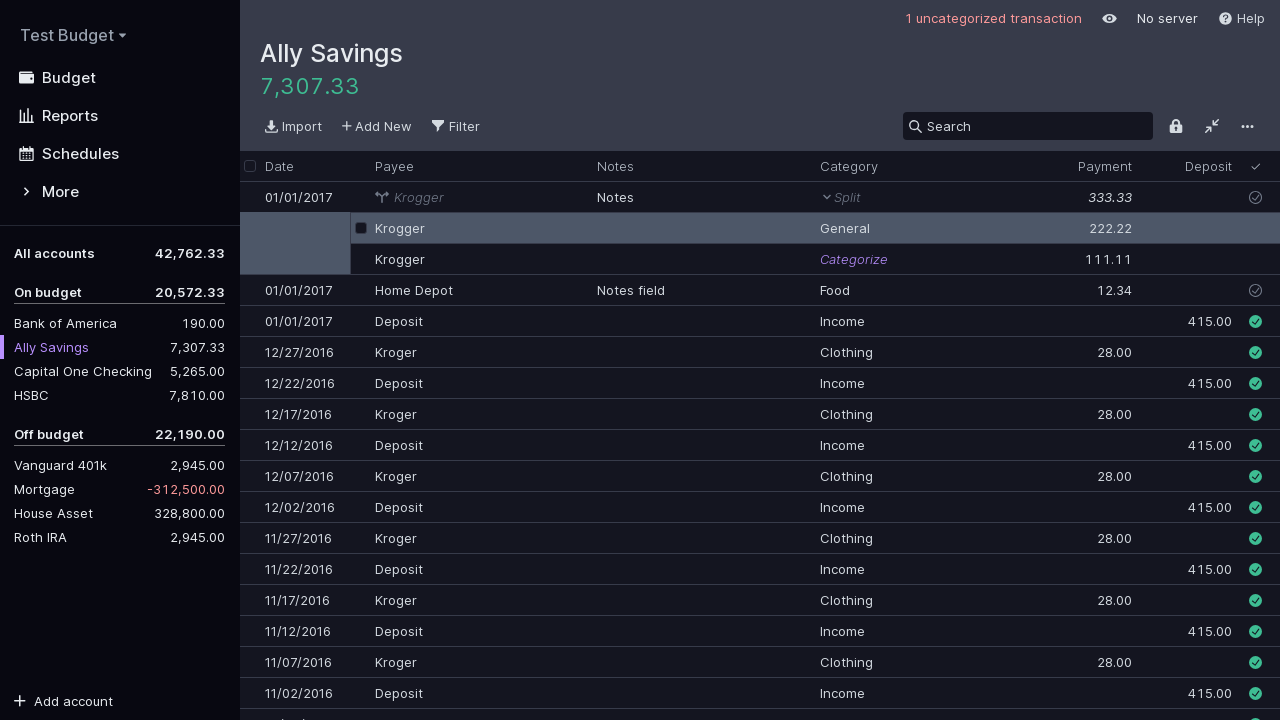 Test Budget
Budget
Reports
Schedules
More
All accounts 42,762.33
On budget 20,572.33
Bank of America 190.00
Ally Savings 7,307.33
Capital One Checking 5,265.00
HSBC 7,810.00
Off budget 22,190.00
Vanguard 401k 2,945.00
Mortgage -312,500.00
House Asset 328,800.00
Roth IRA 2,945.00
Add account
1 uncategorized transaction No server Help
Ally Savings
7,307.33
Import Add New Filter Search
Date Payee Notes Category Payment Deposit
01/01/2017 Krogger Notes Split 333.33
Krogger General 222.22
Krogger Categorize 111.11
01/01/2017 Home Depot Notes field Food 12.34
01/01/2017 Deposit Income 415.00
12/27/2016 Kroger Clothing 28.00
12/22/2016 Deposit Income 415.00
12/17/2016 Kroger Clothing 28.00
12/12/2016 Deposit Income 415.00
12/07/2016 Kroger Clothing 28.00
12/02/2016 Deposit Income 415.00
11/27/2016 Kroger Clothing 28.00
11/22/2016 Deposit Income 415.00
11/17/2016 Kroger Clothing 28.00
11/12/2016 Deposit Income 415.00
11/07/2016 Kroger Clothing 28.00
11/02/2016 Deposit Income 415.00